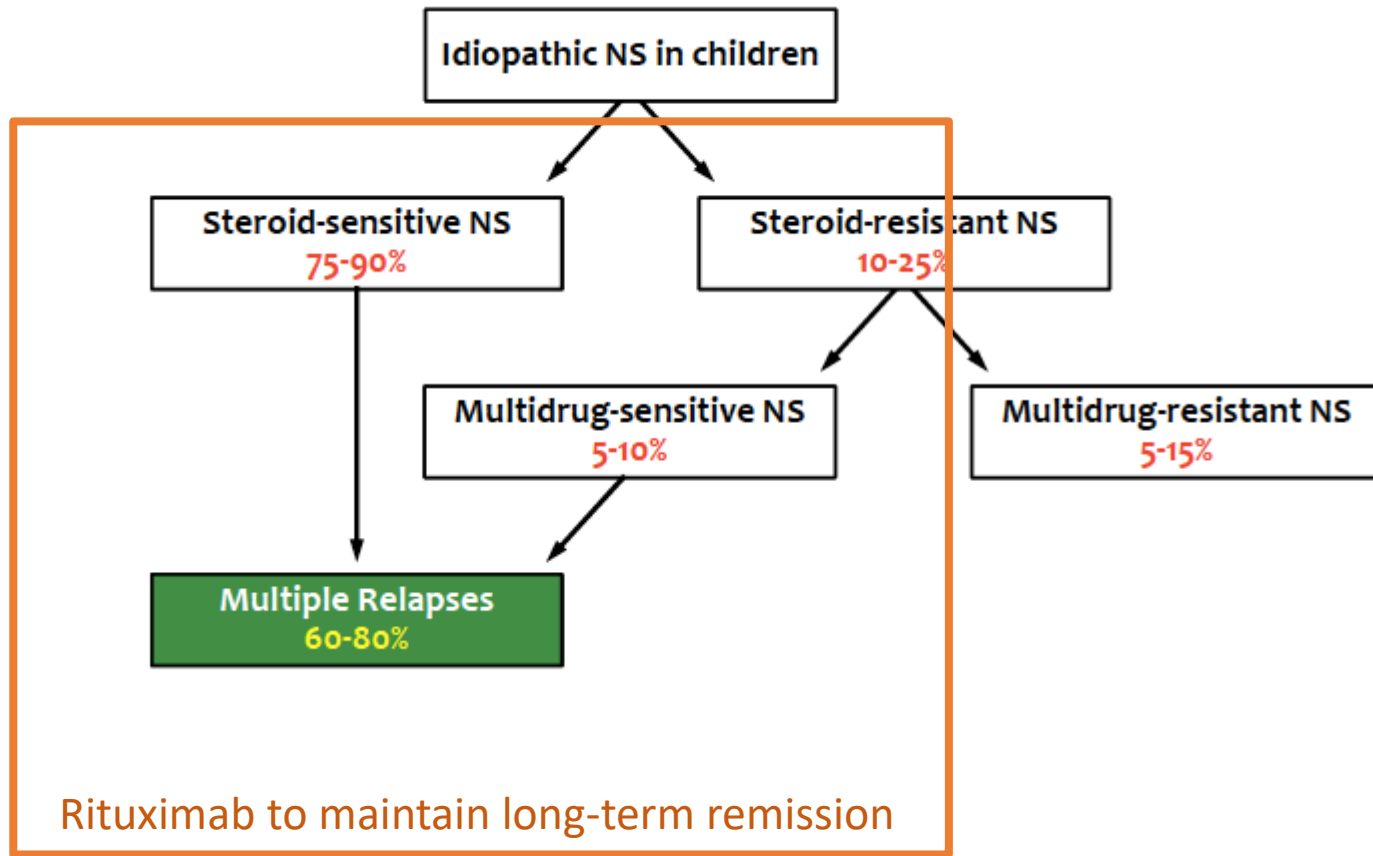 Idiopathic NS in children
Steroid-sensitive NS
75-90%
Steroid-resistant NS
10-25%
Multidrug-sensitive NS
5-10%
Multidrug-resistant NS
5-15%
Multiple Relapses
60-80%
Rituximab to maintain long-term remission